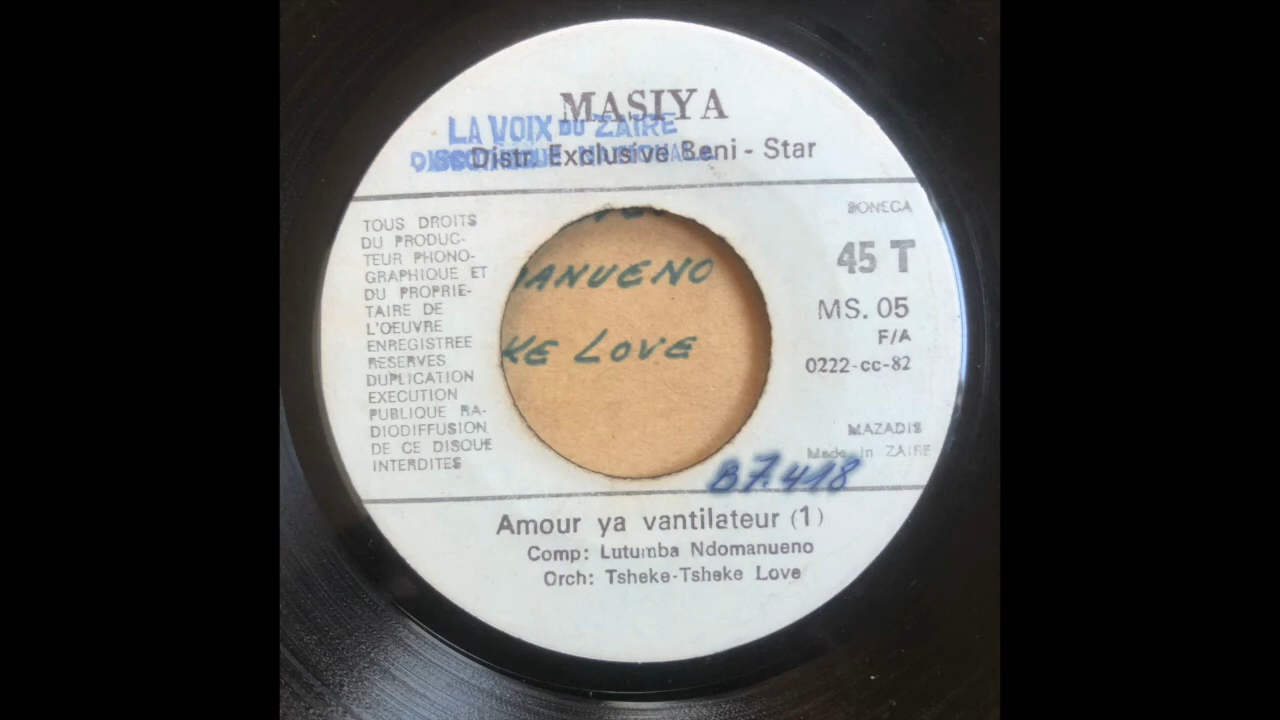 MASIYA
LA VOIX DU ZAIRE
Distr. Exclusive Beni - Star
TOUS DROITS
DU PRODUC-
TEUR PHONO-
GRAPHIQUE ET
DU PROPRIE-
TAIRE DE
L'OEUVRE
ENREGISTREE
RESERVES
DUPLICATION
EXECUTION
PUBLIQUE RA-
DIODIFFUSION
DE CE DISQUE
INTERDITES
ANUENO
KE LOVE
SONECA
45 T
MS. 05
F/A
0222-cc-82
MAZADIS
Made in ZAIRE
B7.418
Amour ya vantilateur (1)
Comp: Lutumba Ndomanueno
Orch: Tsheke-Tsheke Love